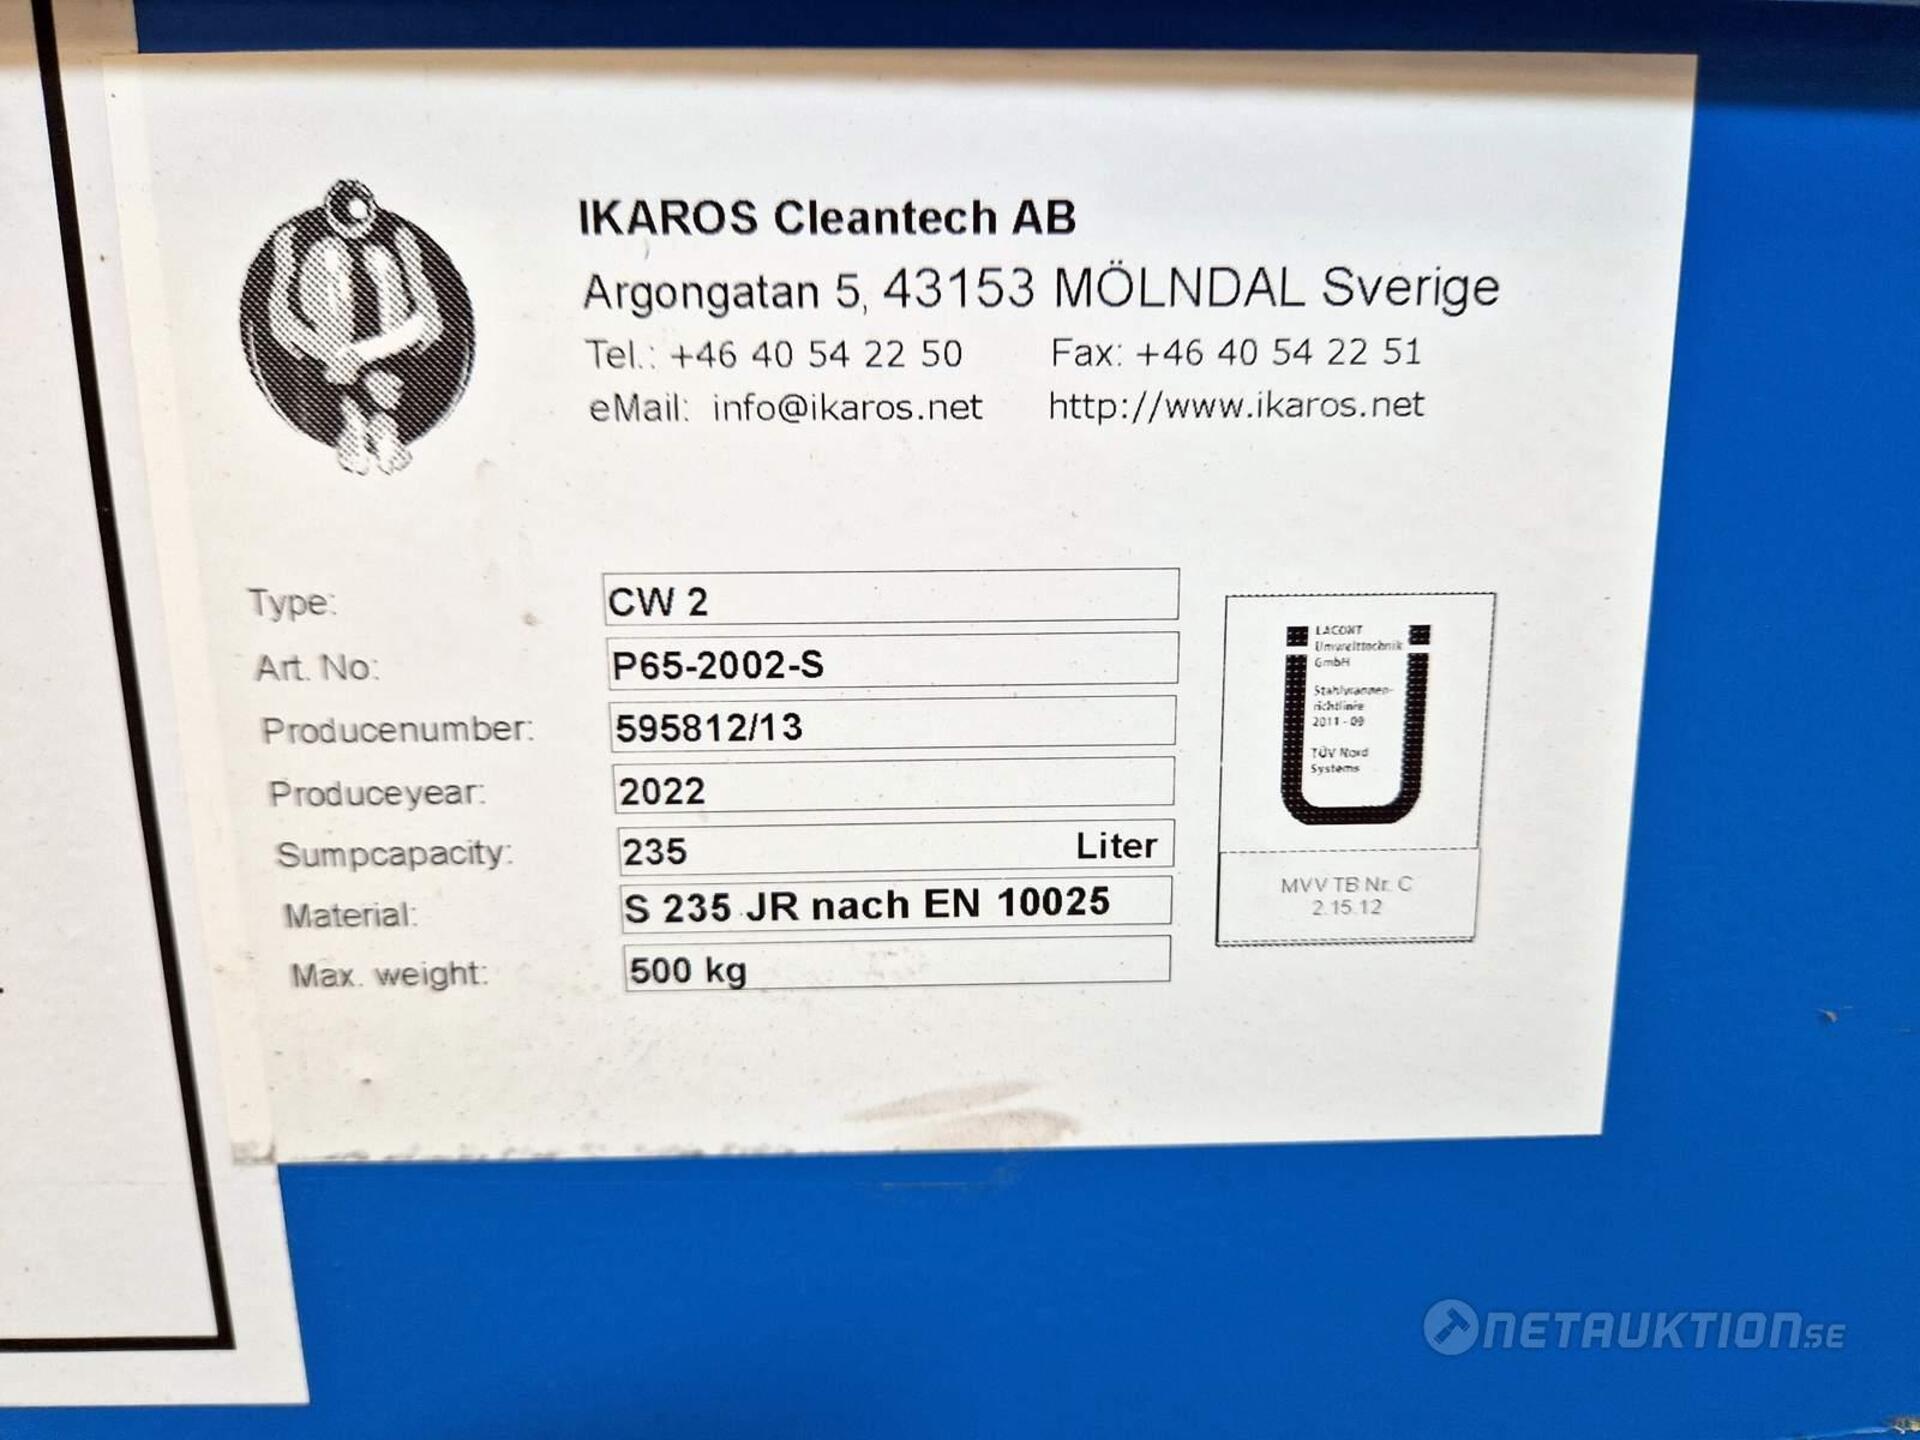 IKAROS Cleantech AB
Argongatan 5, 43153 MÖLNDAL Sverige
Tel.: +46 40 54 22 50 Fax: +46 40 54 22 51
eMail: info@ikaros.net http://www.ikaros.net
Type: CW 2
Art. No: P65-2002-S
Producenumber: 595812/13
Produceyear: 2022
Sumpcapacity: 235 Liter
Material: S 235 JR nach EN 10025
Max. weight: 500 kg
LACONT
Umwelttechnik
GmbH
Stahlwannen-
richtlinie
2011-09
TÜV Nord
Systems
MVV TB Nr. C
2.15.12
NETAUKTION.SE